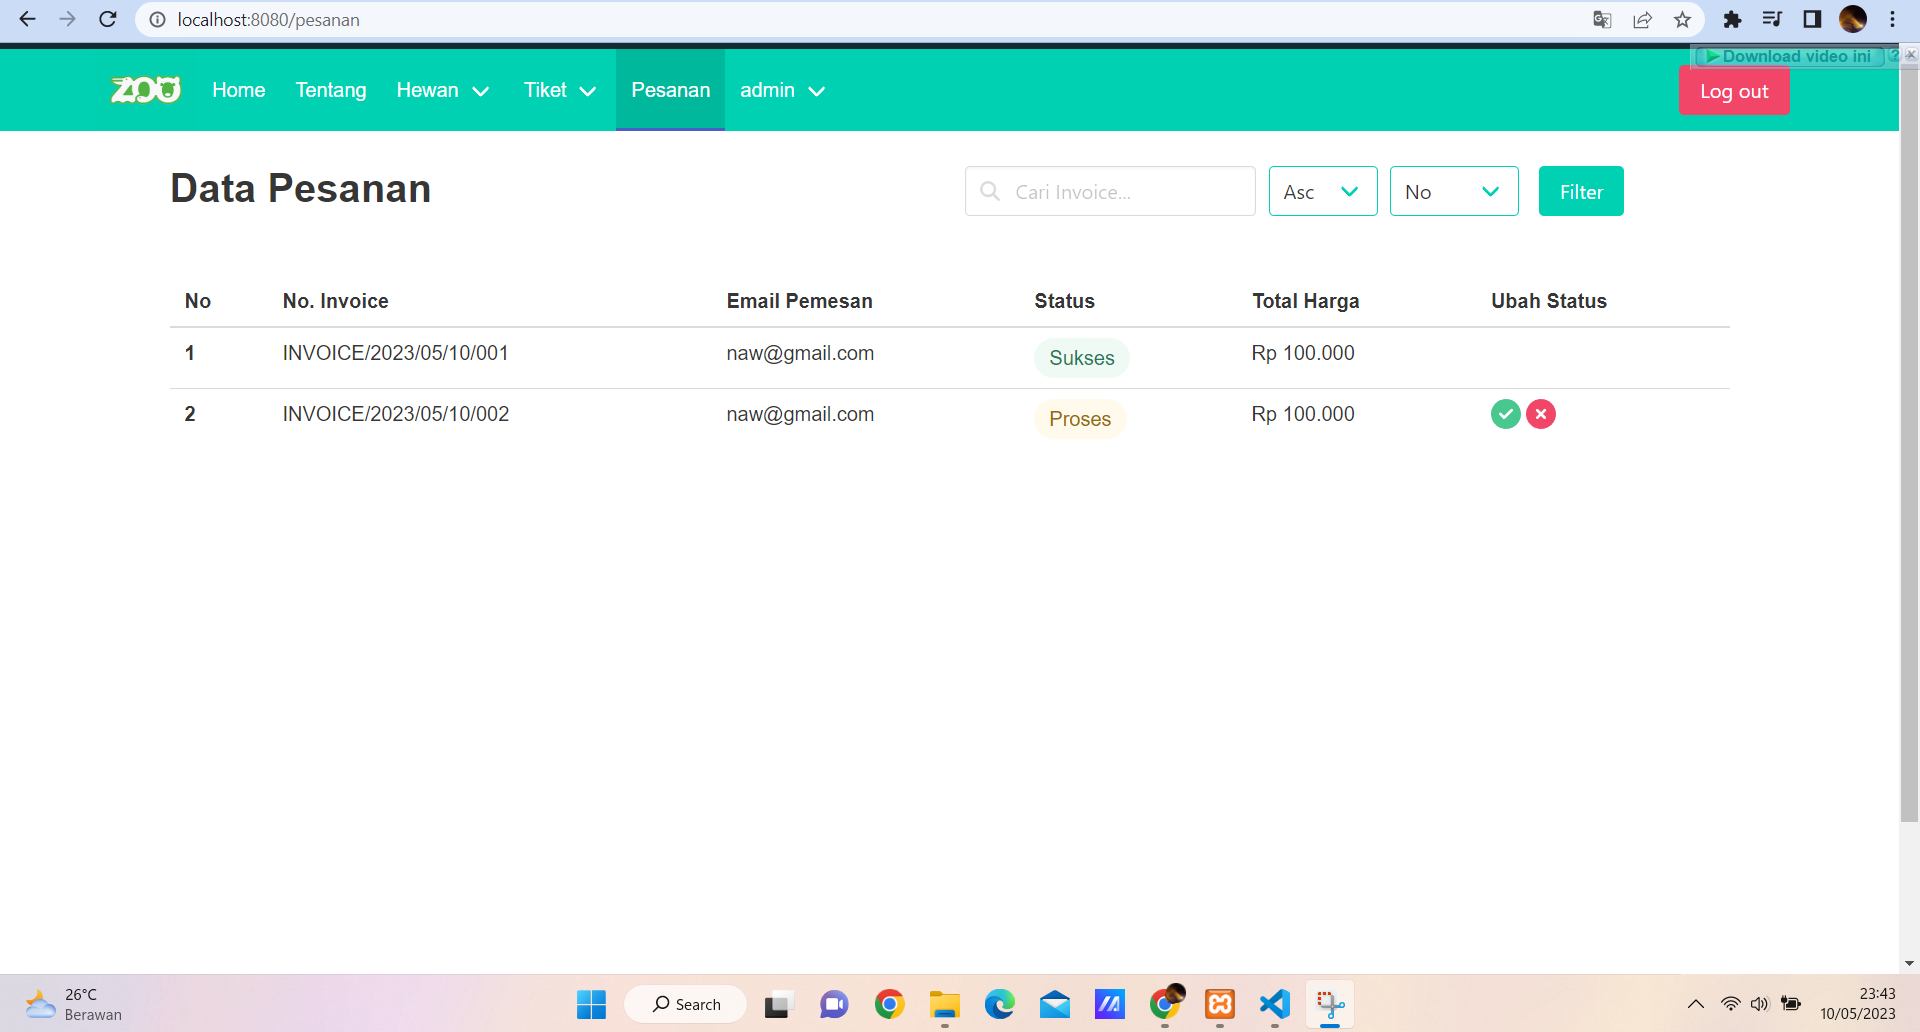 localhost:8080/pesanan
Download video ini ? x
ZOO Home Tentang Hewan Tiket Pesanan admin Log out
Data Pesanan Cari Invoice... Asc No Filter
No No. Invoice Email Pemesan Status Total Harga Ubah Status
1 INVOICE/2023/05/10/001 naw@gmail.com Sukses Rp 100.000
2 INVOICE/2023/05/10/002 naw@gmail.com Proses Rp 100.000
26°C
Berawan
Search
23:43
10/05/2023